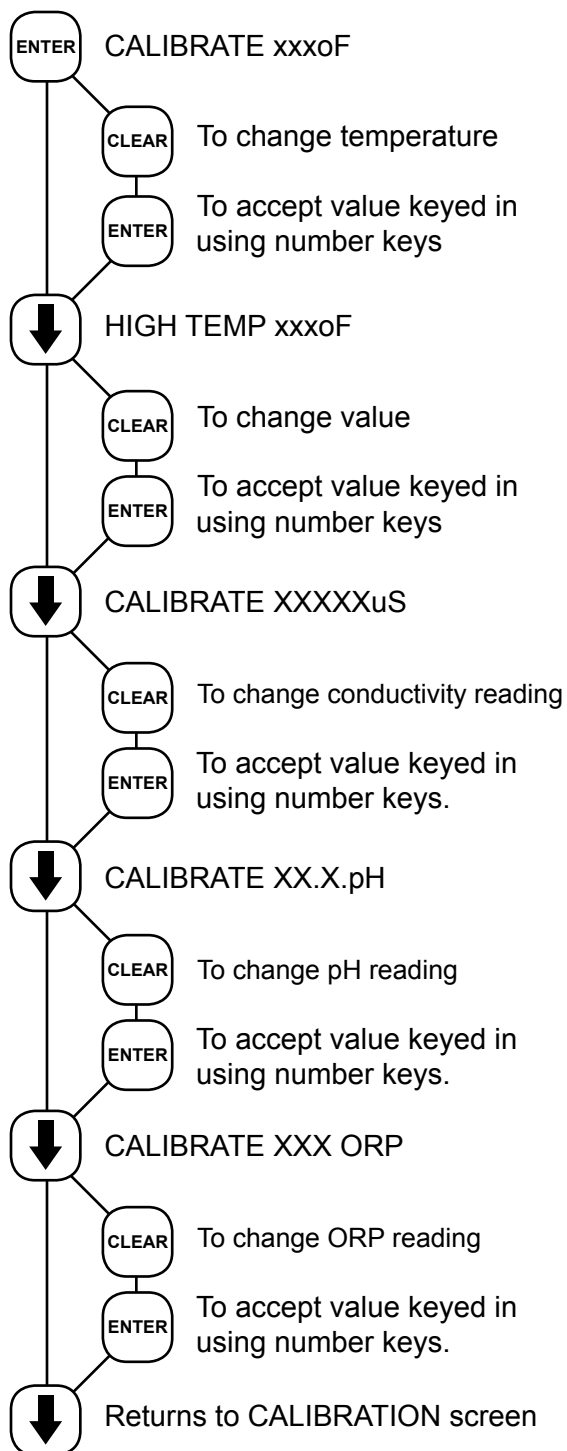 ENTER CALIBRATE xxxoF
CLEAR To change temperature
To accept value keyed in
ENTER using number keys
HIGH TEMP xxxoF
CLEAR To change value
To accept value keyed in
ENTER using number keys
CALIBRATE XXXXXuS
CLEAR To change conductivity reading
To accept value keyed in
ENTER using number keys.
CALIBRATE XX.X.pH
CLEAR To change pH reading
To accept value keyed in
ENTER using number keys.
CALIBRATE XXX ORP
CLEAR To change ORP reading
To accept value keyed in
ENTER using number keys.
Returns to CALIBRATION screen